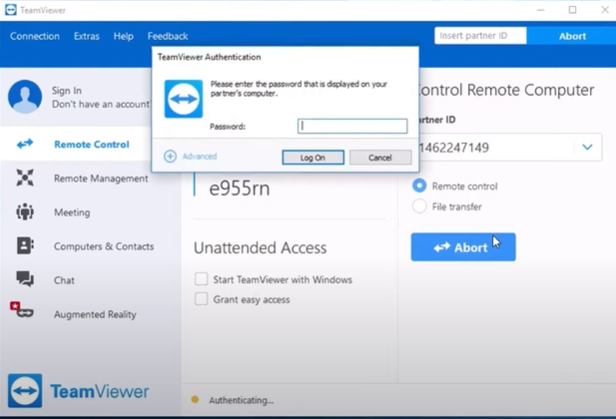 TeamViewer
Connection Extras Help Feedback
Insert partner ID
Abort
TeamViewer Authentication
Please enter the password that is displayed on your
partner's computer.
Password:
Advanced
Log On
Cancel
Sign In
Don't have an account
Remote Control
Remote Management
Meeting
Computers & Contacts
Chat
Augmented Reality
TeamViewer
e955rn
Unattended Access
Start TeamViewer with Windows
Grant easy access
Authenticating...
ontrol Remote Computer
artner ID
1462247149
Remote control
File transfer
Abort